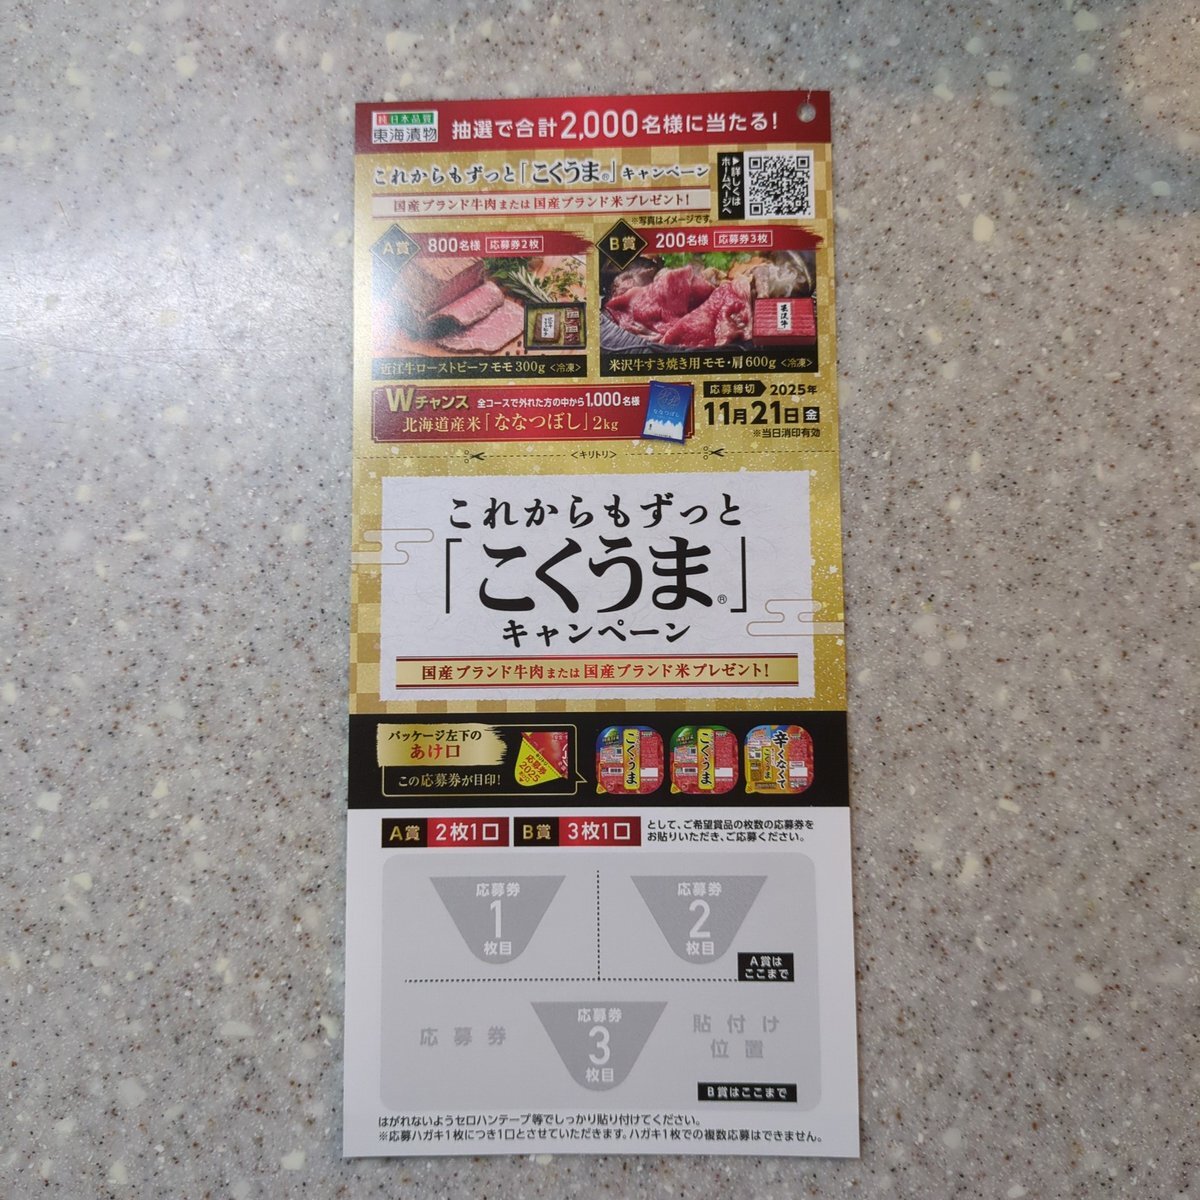 純日本品質
東海漬物
抽選で合計2,000名様に当たる!
これからもずっと「こくうま®」キャンペーン
国産ブランド牛肉または国産ブランド米プレゼント!
▶詳しくは
ホームページへ
※写真はイメージです。
A賞 800名様 応募券2枚
近江牛ローストビーフ モモ 300g <冷凍>
B賞 200名様 応募券3枚
米沢牛
米沢牛すき焼き用 モモ・肩 600g <冷凍>
Wチャンス 全コースで外れた方の中から1,000名様
北海道産米「ななつぼし」2kg
ななつぼし
応募締切 2025年
11月21日金
※当日消印有効
<キリトリ>
これからもずっと
「こくうま®」
キャンペーン
国産ブランド牛肉または国産ブランド米プレゼント!
パッケージ左下の
あけ口
この応募券が目印!
応募券
2025
こくうま
こくうま
辛くなくて
こくうま
A賞 2枚1口 B賞 3枚1口
として、ご希望賞品の枚数の応募券を
お貼りいただき、ご応募ください。
応募券
1
枚目
応募券
2
枚目
A賞は
ここまで
応募券
応募券
3
枚目
貼付け
位置
B賞はここまで
はがれないようセロハンテープ等でしっかり貼り付けてください。
※応募ハガキ1枚につき1口とさせていただきます。ハガキ1枚での複数応募はできません。